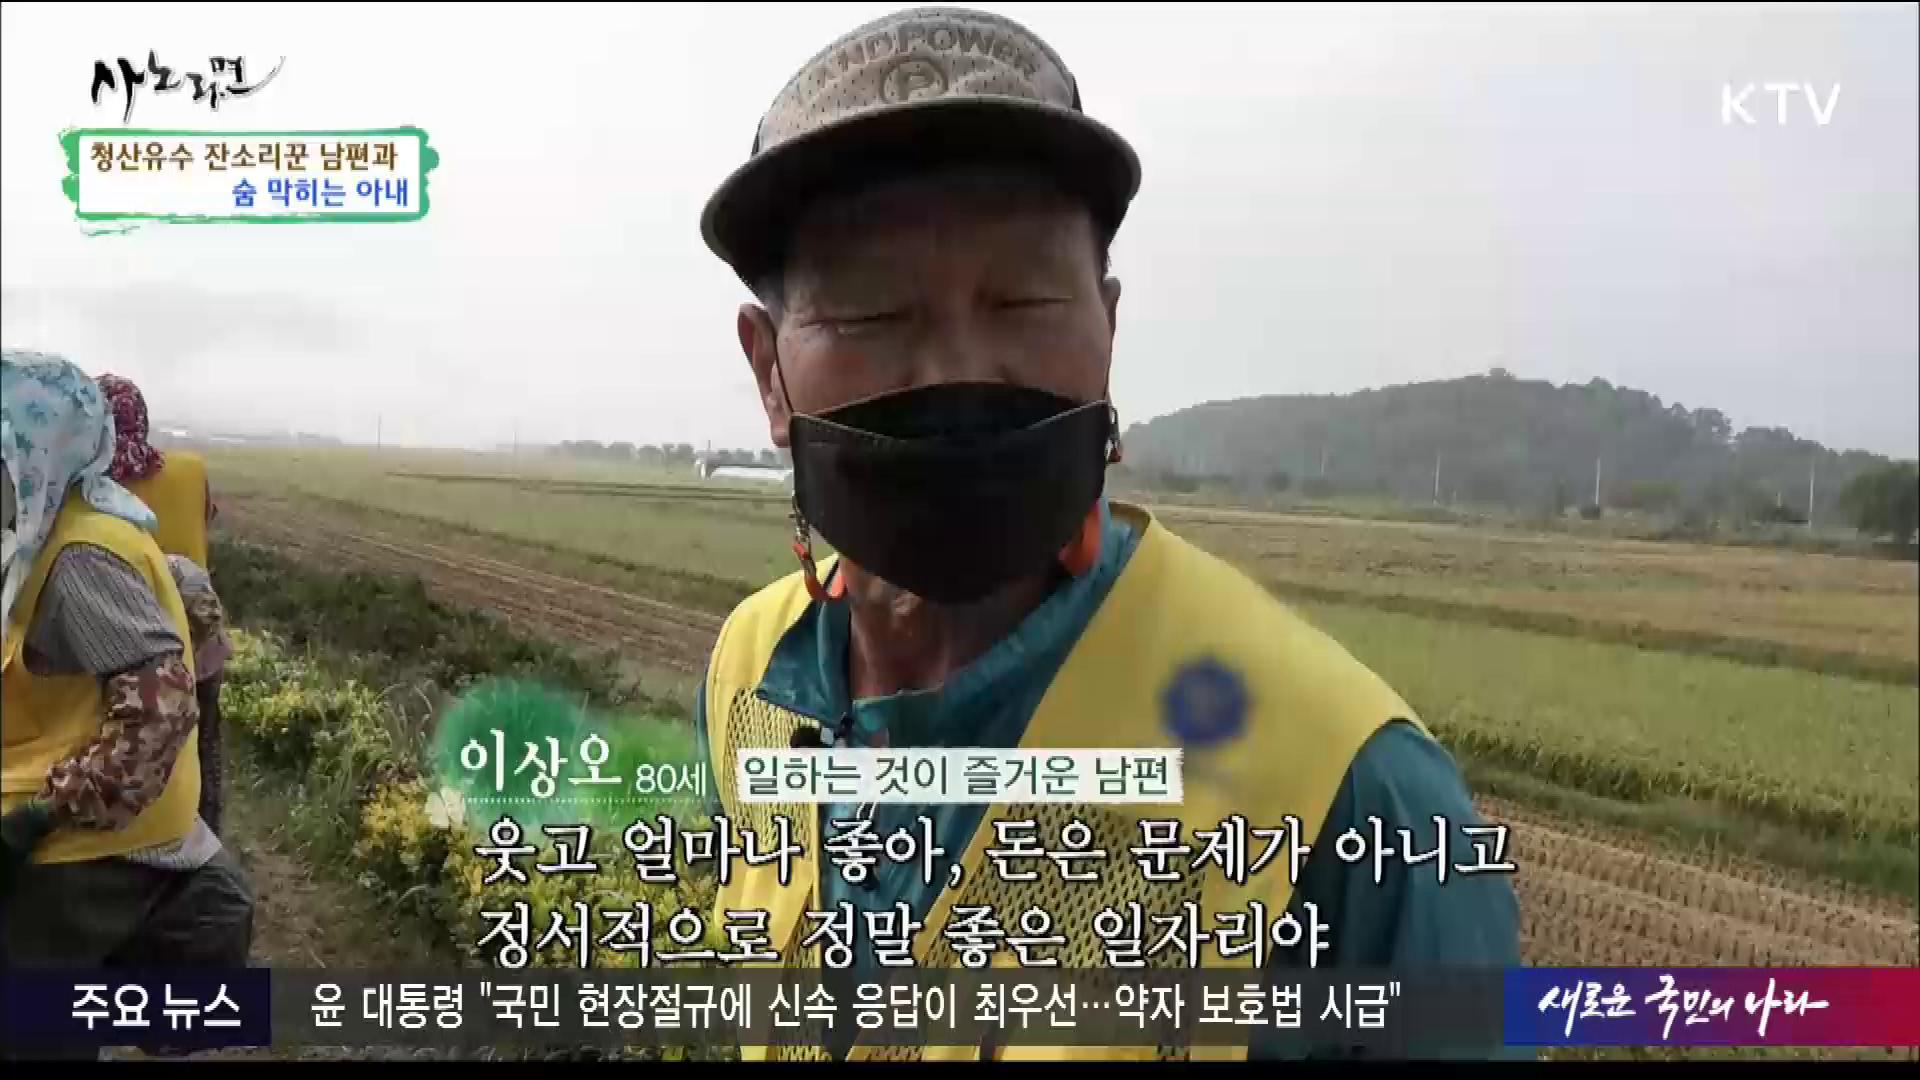 사노라면
청산유수 잔소리꾼 남편과
숨 막히는 아내
KTV
ANDPOWER
P
이상오 80세 일하는 것이 즐거운 남편
웃고 얼마나 좋아, 돈은 문제가 아니고
정서적으로 정말 좋은 일자리야
주요 뉴스 윤 대통령 "국민 현장절규에 신속 응답이 최우선…약자 보호법 시급" 새로운 국민의 나라